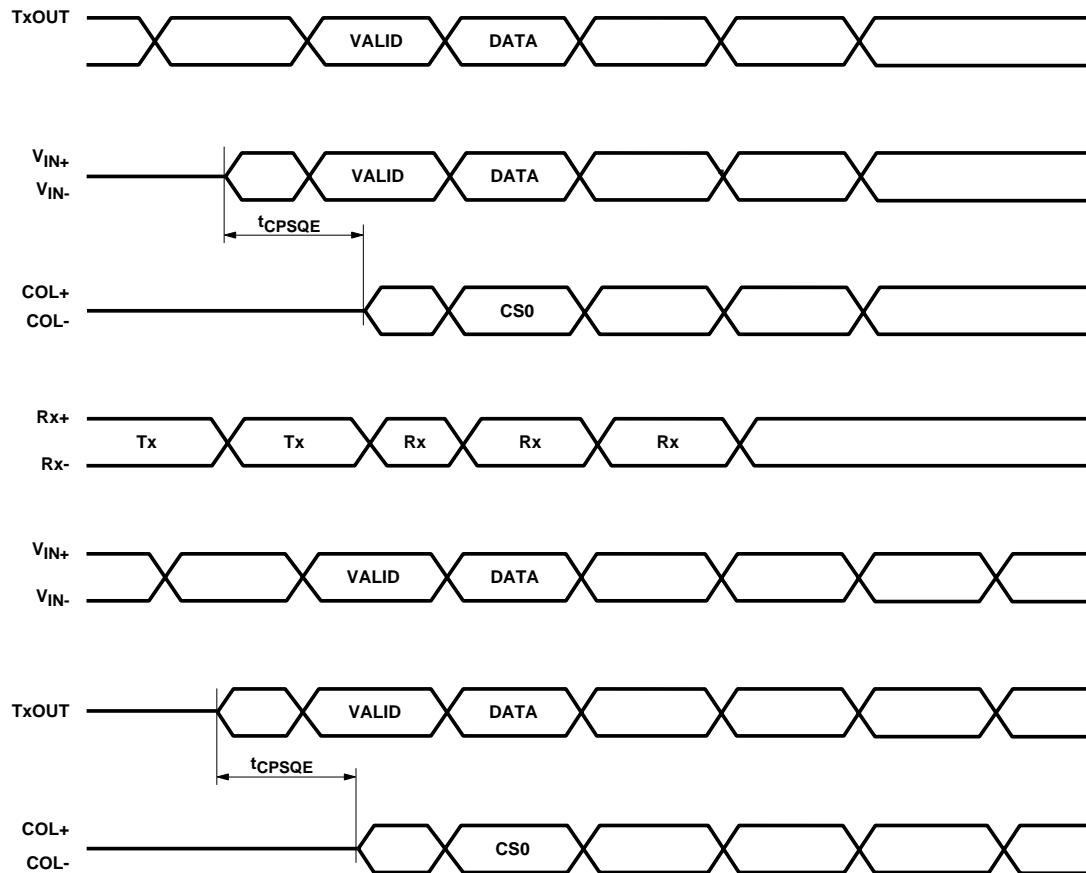 TxOUT VALID DATA
VIN+
VIN- VALID DATA
tCPSQE
COL+
COL- CS0
Rx+
Tx Tx Rx Rx Rx
Rx-
VIN+
VALID DATA
VIN-
TxOUT VALID DATA
tCPSQE
COL+
COL- CS0